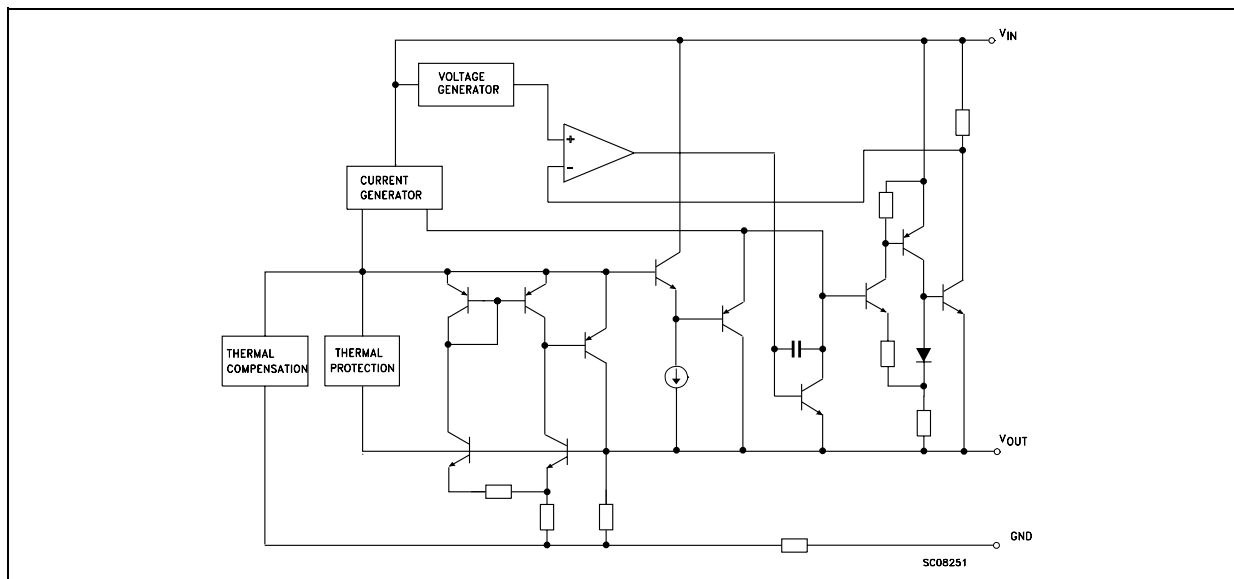 VIN
VOLTAGE
GENERATOR
+
-
CURRENT
GENERATOR
THERMAL
COMPENSATION
THERMAL
PROTECTION
VOUT
GND
SC08251